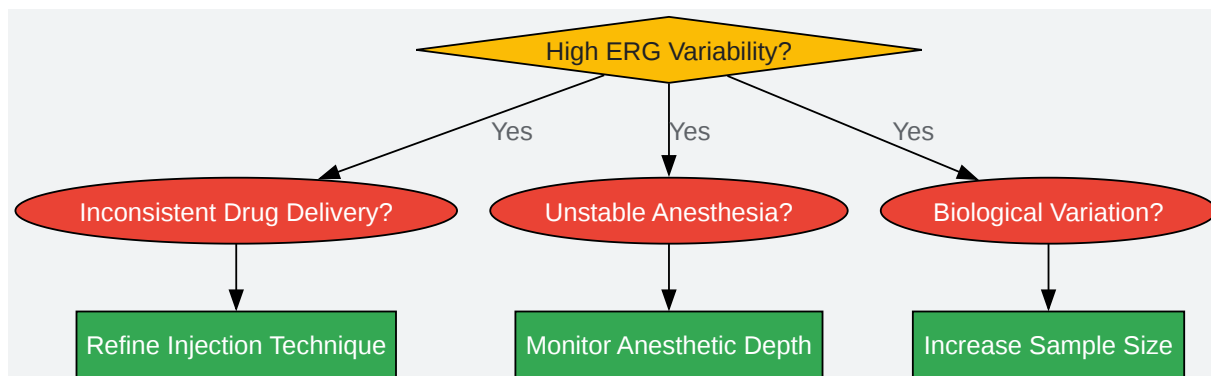 High ERG Variability?
Yes Yes Yes
Inconsistent Drug Delivery? Unstable Anesthesia? Biological Variation?
Refine Injection Technique Monitor Anesthetic Depth Increase Sample Size